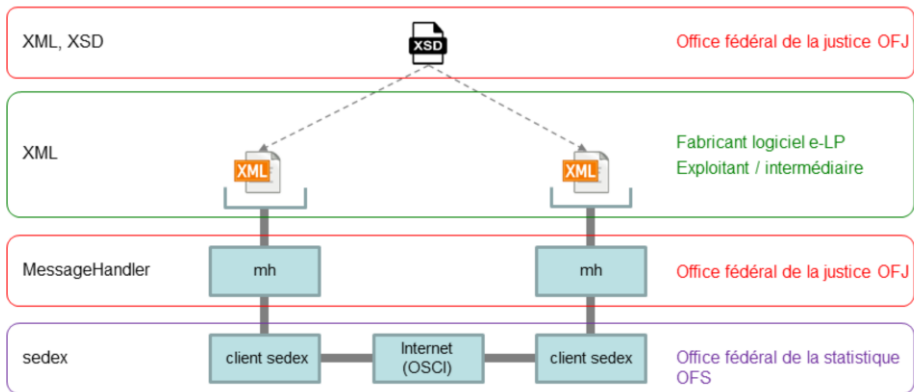 XML, XSD
XSD
Office fédéral de la justice OFJ
XML
XML
XML
Fabricant logiciel e-LP
Exploitant / intermédiaire
MessageHandler
mh
mh
Office fédéral de la justice OFJ
sedex
client sedex
Internet
(OSCI)
client sedex
Office fédéral de la statistique
OFS